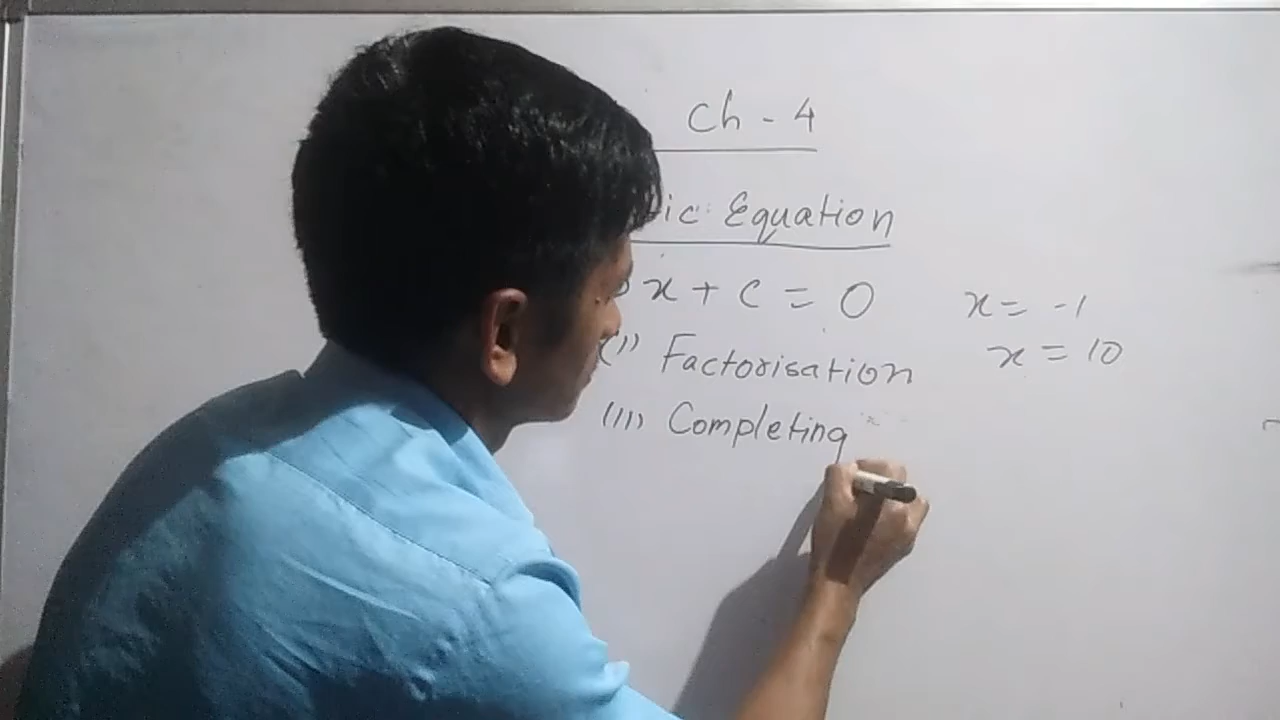 Ch - 4
ic Equation
x + c = 0
x = -1
(i) Factorisation
x = 10
(iii) Completing